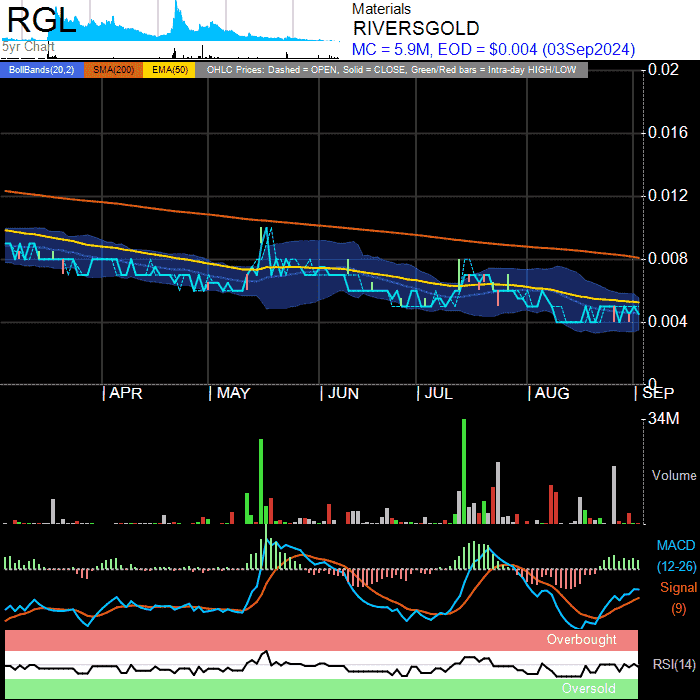 RGL
5yr Chart
Materials
RIVERSGOLD
MC = 5.9M, EOD = $0.004 (03Sep2024)
BollBands(20,2) SMA(200) EMA(50) OHLC Prices: Dashed = OPEN, Solid = CLOSE, Green/Red bars = Intra-day HIGH/LOW
0.02
0.016
0.012
0.008
0.004
0
APR MAY JUN JUL AUG SEP
34M
Volume
MACD
(12-26)
Signal
(9)
Overbought
RSI(14)
Oversold